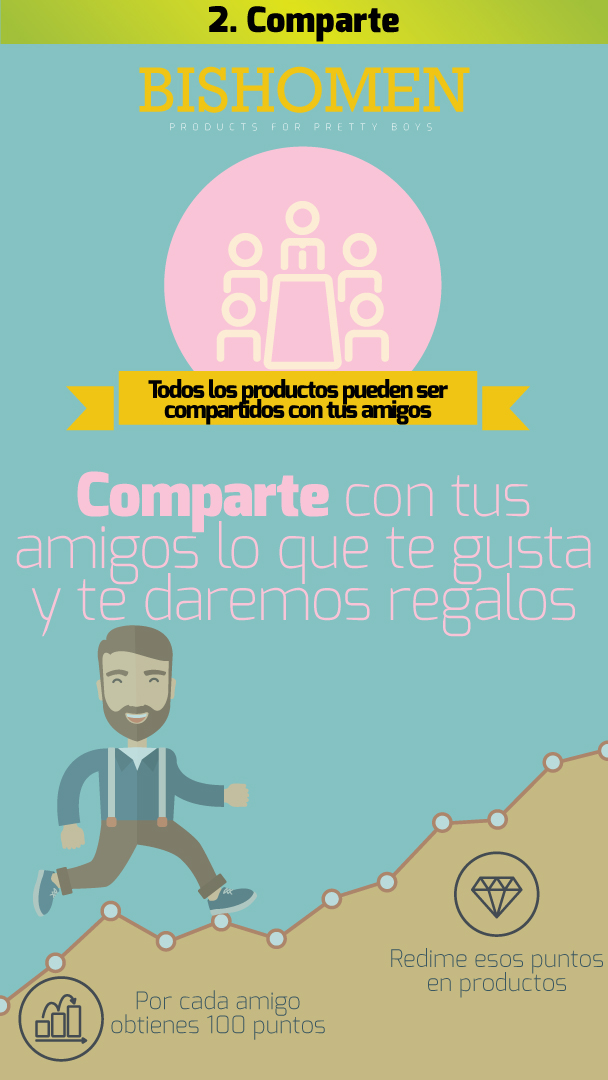 2. Comparte
BISHOMEN
PRODUCTS FOR PRETTY BOYS
Todos los productos pueden ser
compartidos con tus amigos
Comparte con tus
amigos lo que te gusta
y te daremos regalos
Redime esos puntos
en productos
Por cada amigo
obtienes 100 puntos